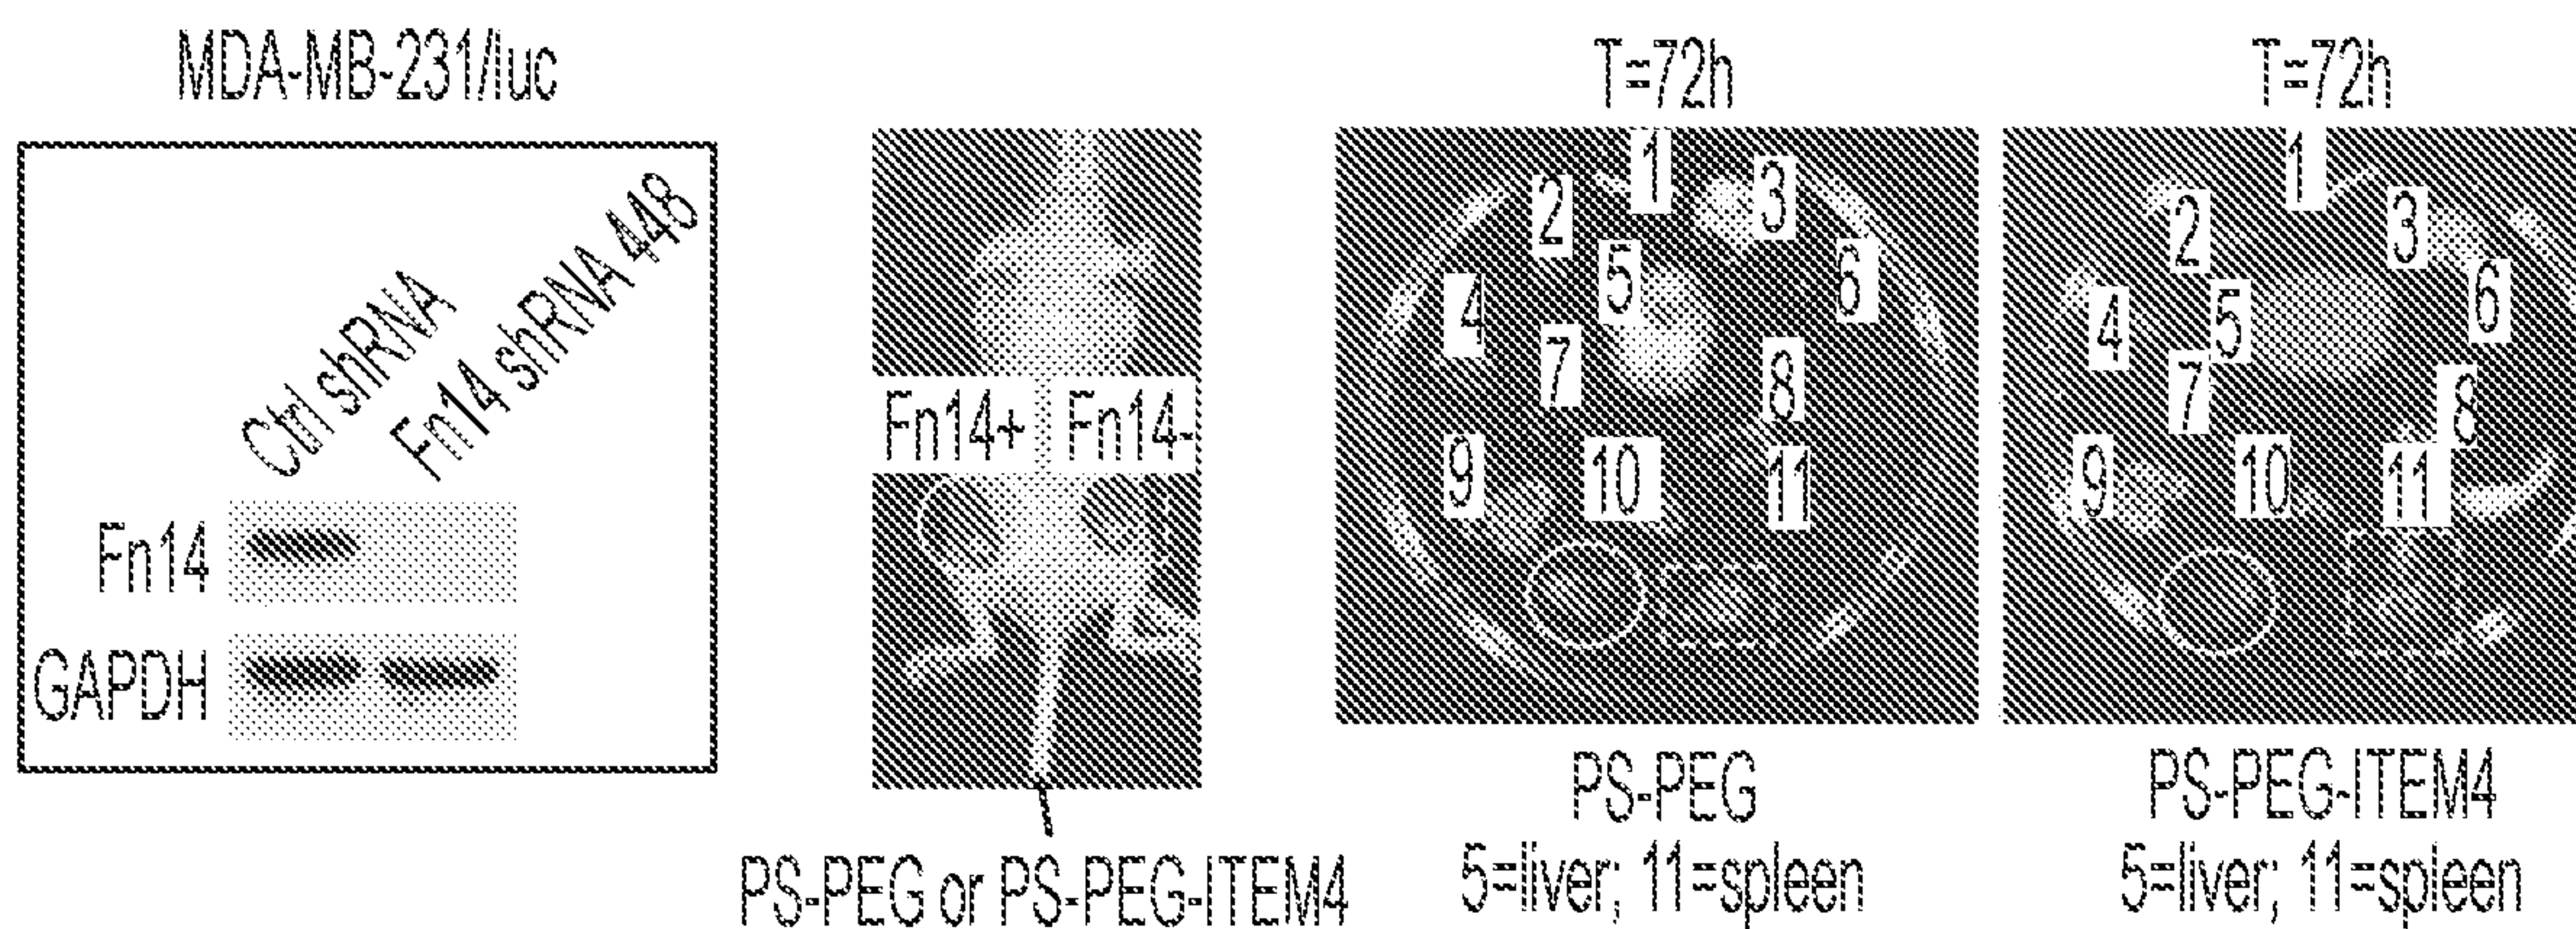 MDA-MB-231/luc
Ctrl shRNA
Fn14 shRNA 448
Fn14
GAPDH
Fn14+ Fn14-
PS-PEG or PS-PEG-ITEM4
T=72h
1
2
3
4
5
6
7
8
9
10
11
PS-PEG
5=liver; 11=spleen
T=72h
1
2
3
4
5
6
7
8
9
10
11
PS-PEG-ITEM4
5=liver; 11=spleen